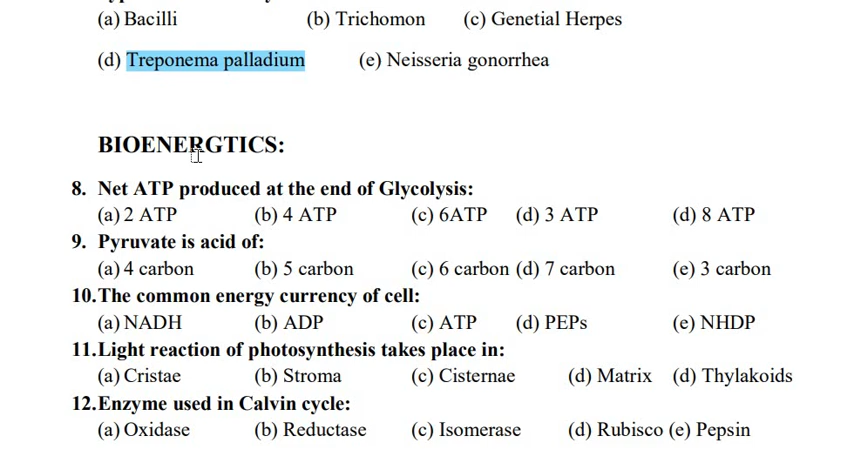 (a) Bacilli (b) Trichomon (c) Genetial Herpes
(d) Treponema palladium (e) Neisseria gonorrhea
BIOENERGTICS:
8. Net ATP produced at the end of Glycolysis:
(a) 2 ATP (b) 4 ATP (c) 6ATP (d) 3 ATP (d) 8 ATP
9. Pyruvate is acid of:
(a) 4 carbon (b) 5 carbon (c) 6 carbon (d) 7 carbon (e) 3 carbon
10.The common energy currency of cell:
(a) NADH (b) ADP (c) ATP (d) PEPs (e) NHDP
11.Light reaction of photosynthesis takes place in:
(a) Cristae (b) Stroma (c) Cisternae (d) Matrix (d) Thylakoids
12.Enzyme used in Calvin cycle:
(a) Oxidase (b) Reductase (c) Isomerase (d) Rubisco (e) Pepsin